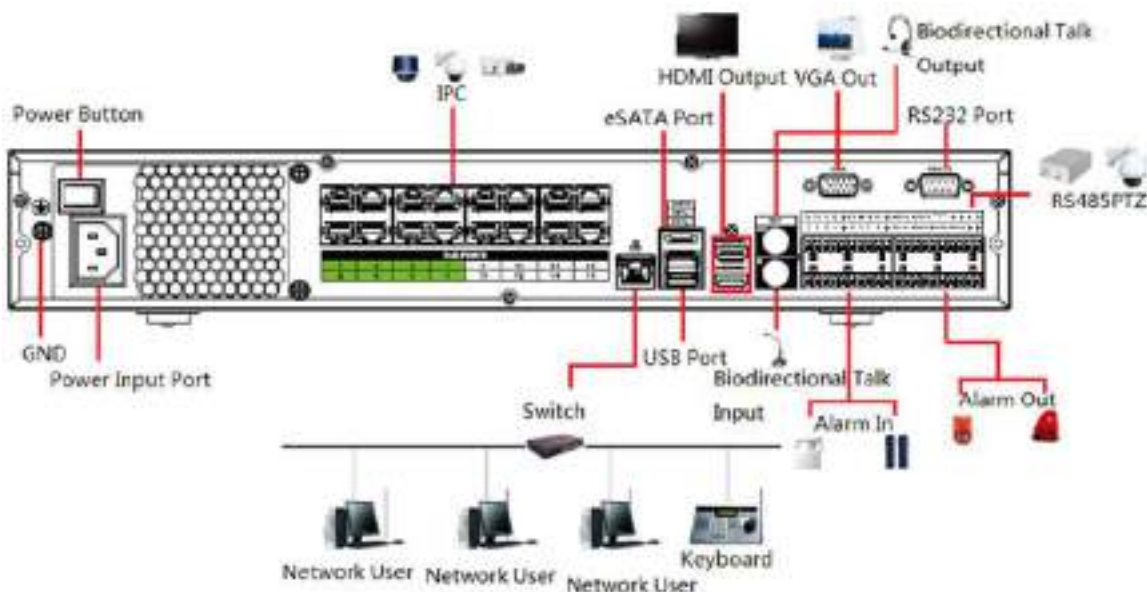 Biodirectional Talk
Output
HDMI Output
VGA Out
IPC
Power Button
eSATA Port
RS232 Port
RS485PTZ
GND
Power Input Port
USB Port
Biodirectional Talk
Input
Switch
Alarm In
Alarm Out
Network User
Network User
Network User
Keyboard